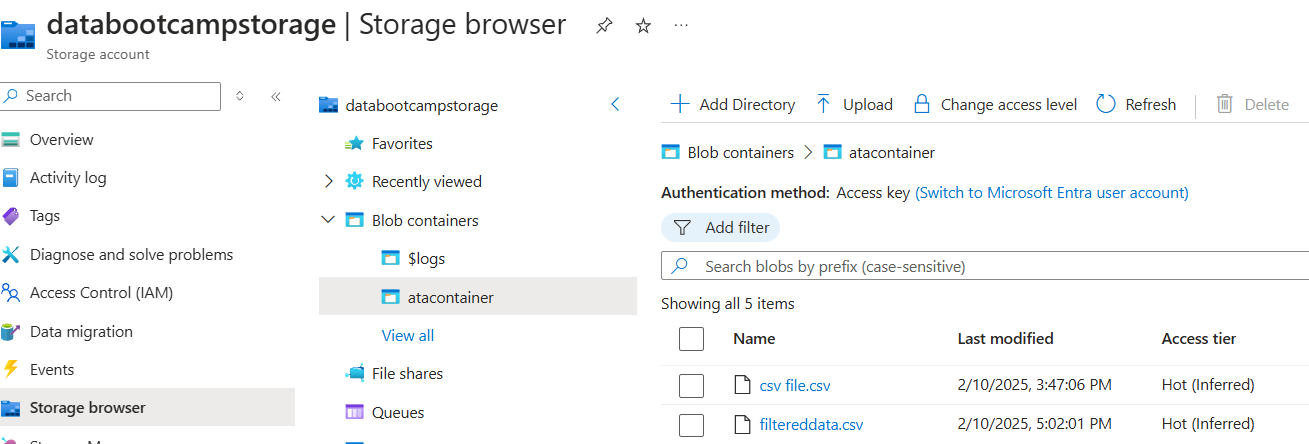 databootcampstorage | Storage browser
Storage account
Search
Overview
Activity log
Tags
Diagnose and solve problems
Access Control (IAM)
Data migration
Events
Storage browser
databootcampstorage
Favorites
Recently viewed
Blob containers
$logs
atacontainer
View all
File shares
Queues
Add Directory Upload Change access level Refresh Delete
Blob containers > atacontainer
Authentication method: Access key (Switch to Microsoft Entra user account)
Add filter
Search blobs by prefix (case-sensitive)
Showing all 5 items
Name Last modified Access tier
csv file.csv 2/10/2025, 3:47:06 PM Hot (Inferred)
filtereddata.csv 2/10/2025, 5:02:01 PM Hot (Inferred)